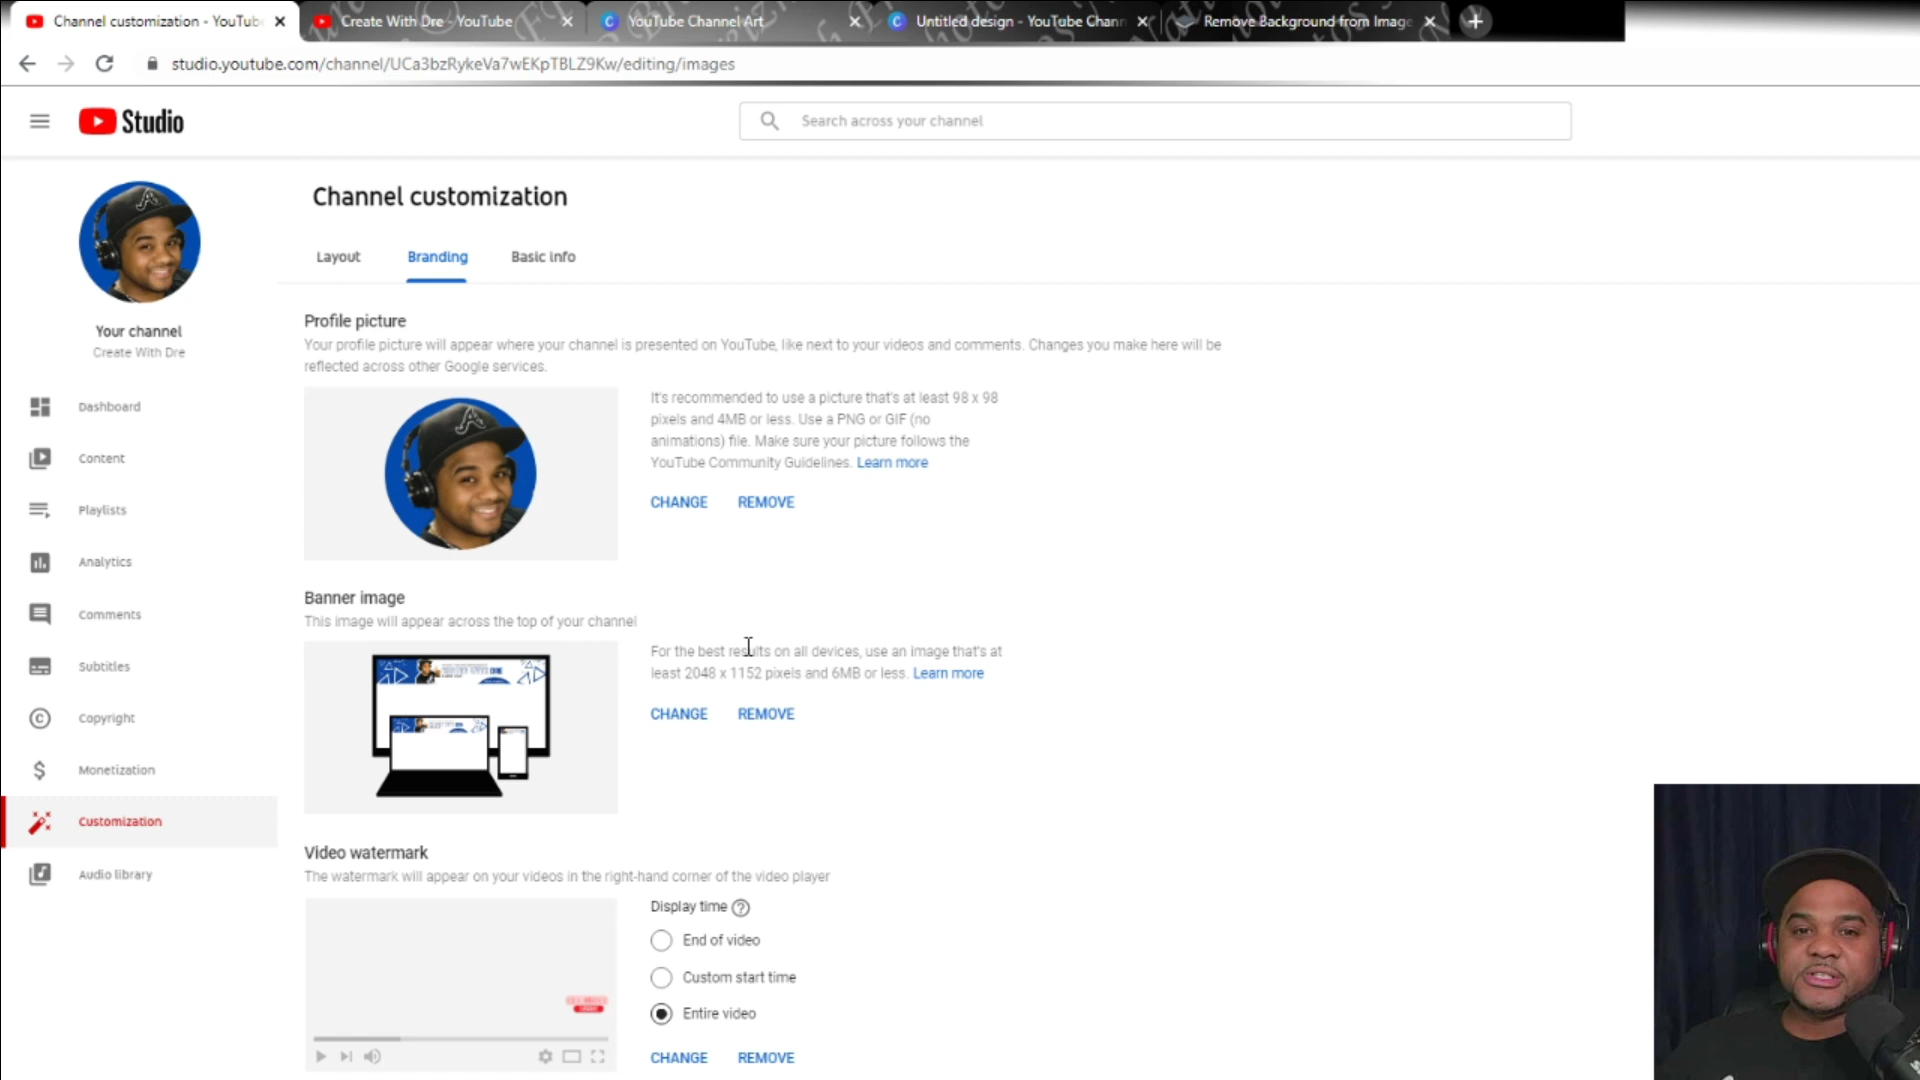 Customization - YouTub
Create With Dre - YouTube
YouTube Channel Art
Untitled design - YouTube Chann
Remove Background from Image
studio.youtube.com/channel/UCa3bzRykeVa7wEKpTBLZ9Kw/editing/images
Studio
Search across your channel
Channel customization
Layout
Branding
Basic info
Your channel
Create With Dre
Dashboard
Content
Playlists
Analytics
Comments
Subtitles
Copyright
Monetization
Customization
Audio library
Profile picture
Your profile picture will appear where your channel is presented on YouTube, like next to your videos and comments. Changes you make here will be
reflected across other Google services.
It's recommended to use a picture that's at least 98 x 98
pixels and 4MB or less. Use a PNG or GIF (no
animations) file. Make sure your picture follows the
YouTube Community Guidelines. Learn more
CHANGE REMOVE
Banner image
This image will appear across the top of your channel
For the best results on all devices, use an image that's at
least 2048 x 1152 pixels and 6MB or less. Learn more
CHANGE REMOVE
Video watermark
The watermark will appear on your videos in the right-hand corner of the video player
Display time
End of video
Custom start time
Entire video
CHANGE REMOVE